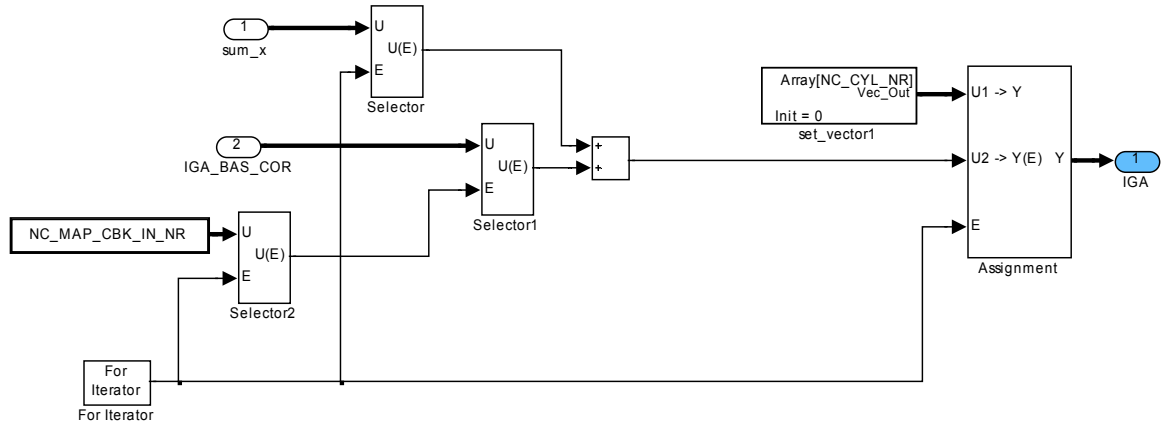 1
sum_x
U
U(E)
E
Selector
2
IGA_BAS_COR
U
U(E)
E
Selector1
NC_MAP_CBK_IN_NR
U
U(E)
E
Selector2
For
Iterator
For Iterator
+
+
Array[NC_CYL_NR]
Vec_Out
Init = 0
set_vector1
U1 -> Y
U2 -> Y(E) Y
E
Assignment
1
IGA